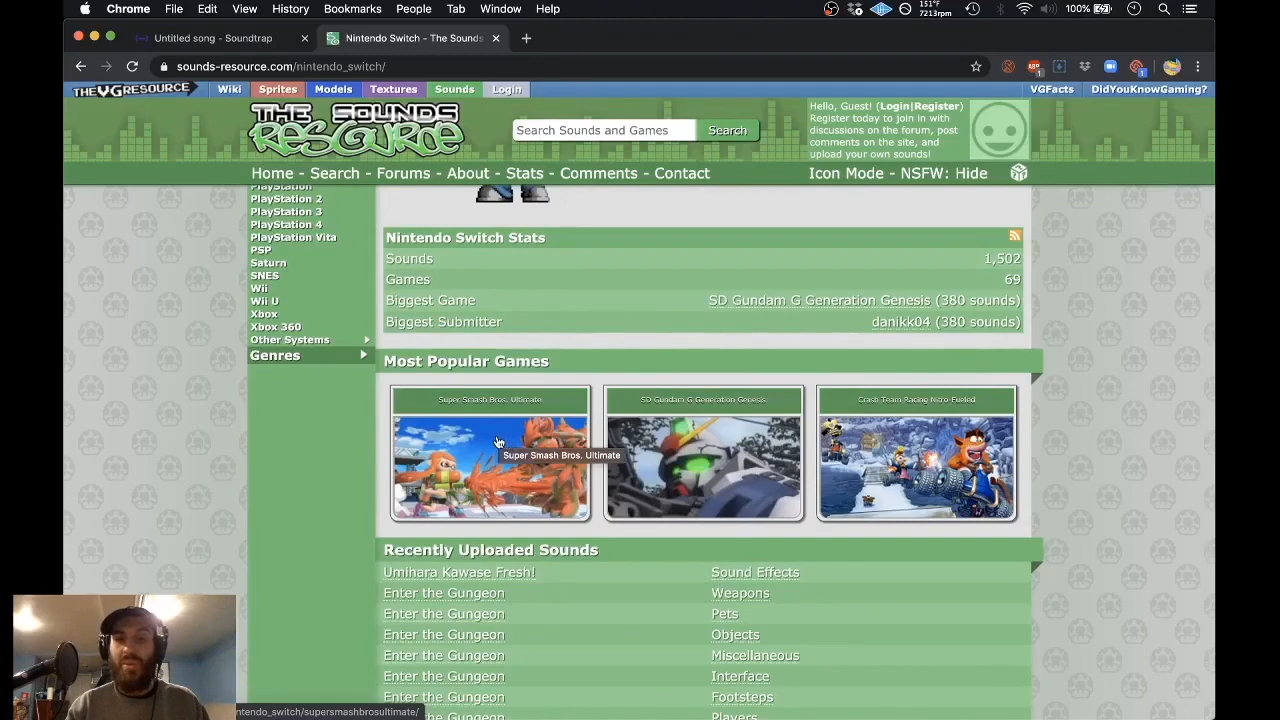 Chrome File Edit View History Bookmarks People Tab Window Help
151°F
7213rpm
100%
Untitled song - Soundtrap
Nintendo Switch - The Sounds
sounds-resource.com/nintendo_switch/
THE VG RESOURCE Wiki Sprites Models Textures Sounds Login VGFacts DidYouKnowGaming?
THE SOUNDS
RESOURCE
Search Sounds and Games Search
Hello, Guest! (Login|Register)
Register today to join in with
discussions on the forum, post
comments on the site, and
upload your own sounds!
Home - Search - Forums - About - Stats - Comments - Contact
Icon Mode - NSFW: Hide
PlayStation
PlayStation 2
PlayStation 3
PlayStation 4
PlayStation Vita
PSP
Saturn
SNES
Wii
Wii U
Xbox
Xbox 360
Other Systems
Genres
Nintendo Switch Stats
Sounds 1,502
Games 69
Biggest Game SD Gundam G Generation Genesis (380 sounds)
Biggest Submitter danikk04 (380 sounds)
Most Popular Games
Super Smash Bros. Ultimate SD Gundam G Generation Genesis Crash Team Racing Nitro-Fueled
Super Smash Bros. Ultimate
Recently Uploaded Sounds
Umihara Kawase Fresh! Sound Effects
Enter the Gungeon Weapons
Enter the Gungeon Pets
Enter the Gungeon Objects
Enter the Gungeon Miscellaneous
Enter the Gungeon Interface
Enter the Gungeon Footsteps
Enter the Gungeon Players
ntendo_switch/supersmashbrosultimate/